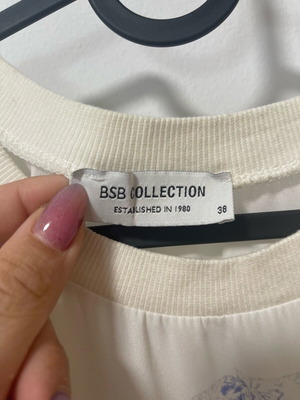 BSB COLLECTION
ESTABLISHED IN 1980
38